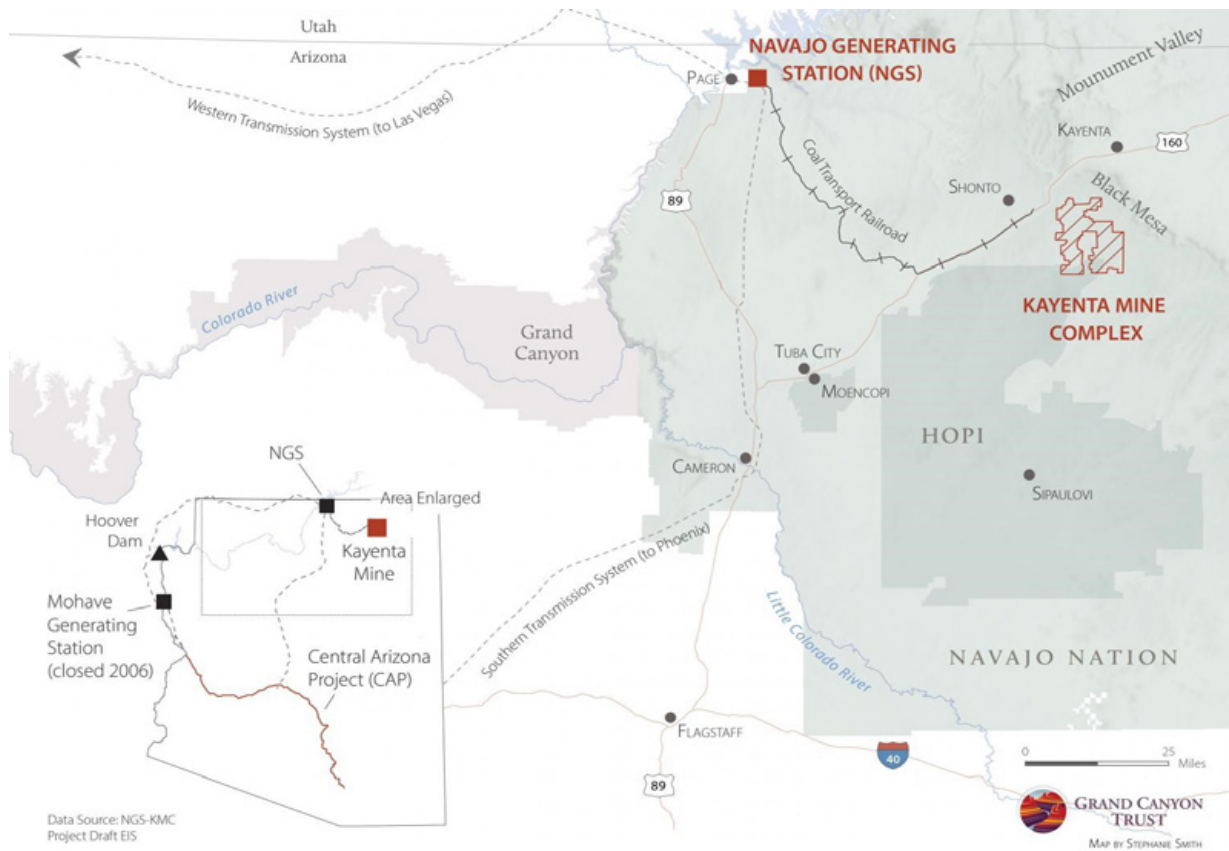 Utah
Arizona
Western Transmission System (to Las Vegas)
PAGE
NAVAJO GENERATING
STATION (NGS)
Mounument Valley
KAYENTA
160
SHONTO
Black Mesa
Coal Transport Railroad
89
KAYENTA MINE
COMPLEX
Colorado River
Grand
Canyon
TUBA CITY
MOENCOPI
HOPI
CAMERON
SIPAULOVI
NGS
Area Enlarged
Hoover
Dam
Kayenta
Mine
Mohave
Generating
Station
(closed 2006)
Central Arizona
Project (CAP)
Southern Transmission System (to Phoenix)
Little Colorado River
NAVAJO NATION
FLAGSTAFF
40
89
0 25
Miles
GRAND CANYON
TRUST
MAP BY STEPHANIE SMITH
Data Source: NGS-KMC
Project Draft EIS